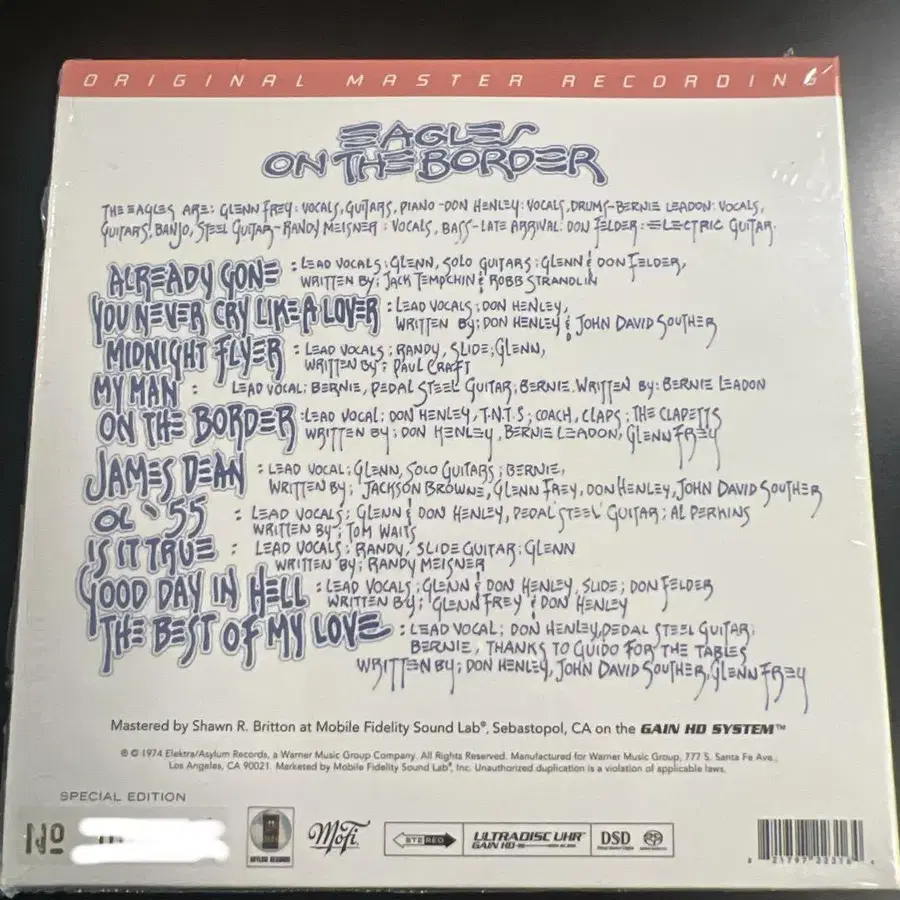 ORIGINAL MASTER RECORDING
EAGLES
ON THE BORDER
THE EAGLES ARE: GLENN FREY: VOCALS, GUITARS, PIANO-DON HENLEY: VOCALS, DRUMS-BERNIE LEADON: VOCALS,
GUITARS, BANJO, STEEL GUITAR-RANDY MEISNER: VOCALS, BASS-LATE ARRIVAL: DON FELDER: ELECTRIC GUITAR.
ALREADY GONE : LEAD VOCALS; GLENN, SOLO GUITARS; GLENN & DON FELDER,
WRITTEN BY; JACK TEMPCHIN & ROBB STRANDLIN
YOU NEVER CRY LIKE A LOVER : LEAD VOCALS; DON HENLEY,
WRITTEN BY; DON HENLEY & JOHN DAVID SOUTHER
MIDNIGHT FLYER : LEAD VOCALS; RANDY, SLIDE; GLENN,
WRITTEN BY; PAUL CRAFT
MY MAN : LEAD VOCAL: BERNIE, PEDAL STEEL GUITAR; BERNIE. WRITTEN BY: BERNIE LEADON
ON THE BORDER : LEAD VOCAL; DON HENLEY, T.N.T.S; COACH, CLAPS; THE CLAPETTS
WRITTEN BY; DON HENLEY, BERNIE LEADON, GLENN FREY
JAMES DEAN : LEAD VOCAL; GLENN, SOLO GUITARS; BERNIE,
WRITTEN BY; JACKSON BROWNE, GLENN FREY, DON HENLEY, JOHN DAVID SOUTHER
OL '55 : LEAD VOCALS; GLENN & DON HENLEY, PEDAL STEEL GUITAR; AL PERKINS
WRITTEN BY; TOM WAITS
IS IT TRUE : LEAD VOCALS; RANDY, SLIDE GUITAR; GLENN
WRITTEN BY; RANDY MEISNER
GOOD DAY IN HELL : LEAD VOCALS; GLENN & DON HENLEY, SLIDE; DON FELDER
WRITTEN BY; GLENN FREY & DON HENLEY
THE BEST OF MY LOVE : LEAD VOCAL; DON HENLEY, PEDAL STEEL GUITAR;
BERNIE, THANKS TO GUIDO FOR THE TABLES
WRITTEN BY; DON HENLEY, JOHN DAVID SOUTHER, GLENN FREY
Mastered by Shawn R. Britton at Mobile Fidelity Sound Lab®, Sebastopol, CA on the GAIN HD SYSTEM™
℗ © 1974 Elektra/Asylum Records, a Warner Music Group Company. All Rights Reserved. Manufactured for Warner Music Group, 777 S. Santa Fe Ave.,
Los Angeles, CA 90021. Marketed by Mobile Fidelity Sound Lab®, Inc. Unauthorized duplication is a violation of applicable laws.
SPECIAL EDITION
No
ASYLUM RECORDS
MoFi
STEREO
ULTRADISC UHR™
GAIN HD
DSD